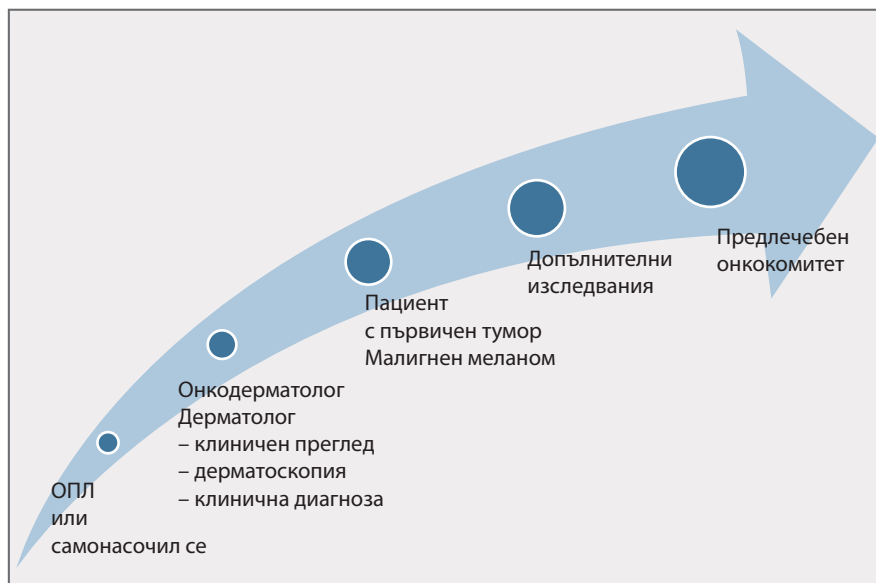 ОПЛ
или
самонасочил се
Онкодерматолог
Дерматолог
– клиничен преглед
– дерматоскопия
– клинична диагноза
Пациент
с първичен тумор
Малигнен меланом
Допълнителни
изследвания
Предлечебен
онкокомитет